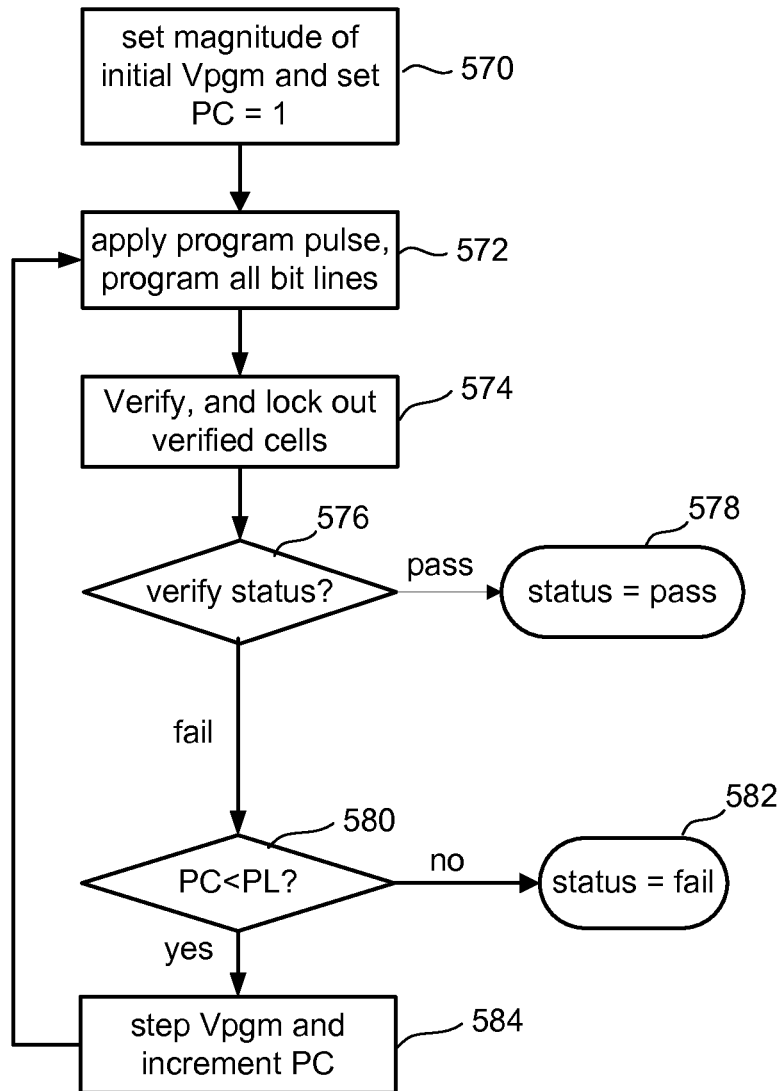 set magnitude of
initial Vpgm and set
PC = 1
570
apply program pulse,
program all bit lines
572
Verify, and lock out
verified cells
574
576
verify status?
pass
578
status = pass
fail
580
PC<PL?
no
582
status = fail
yes
step Vpgm and
increment PC
584